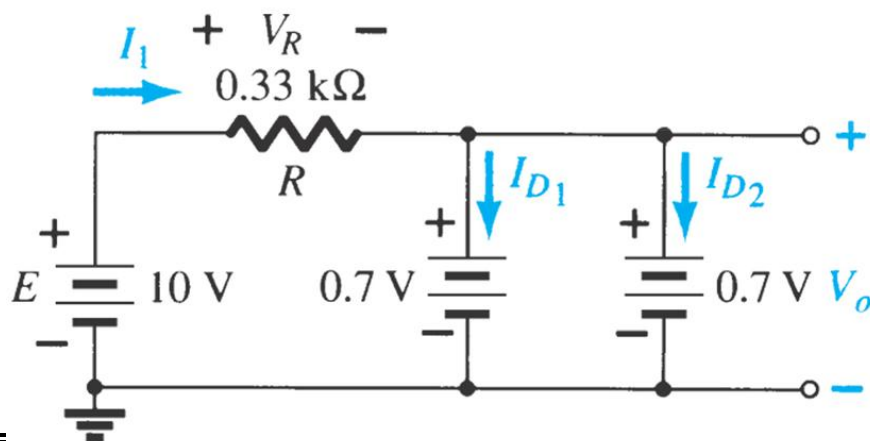 I1 + VR −
0.33 kΩ
R
+
ID1
ID2
+
+
+
E 10 V
0.7 V
0.7 V Vo
−
−
−
−